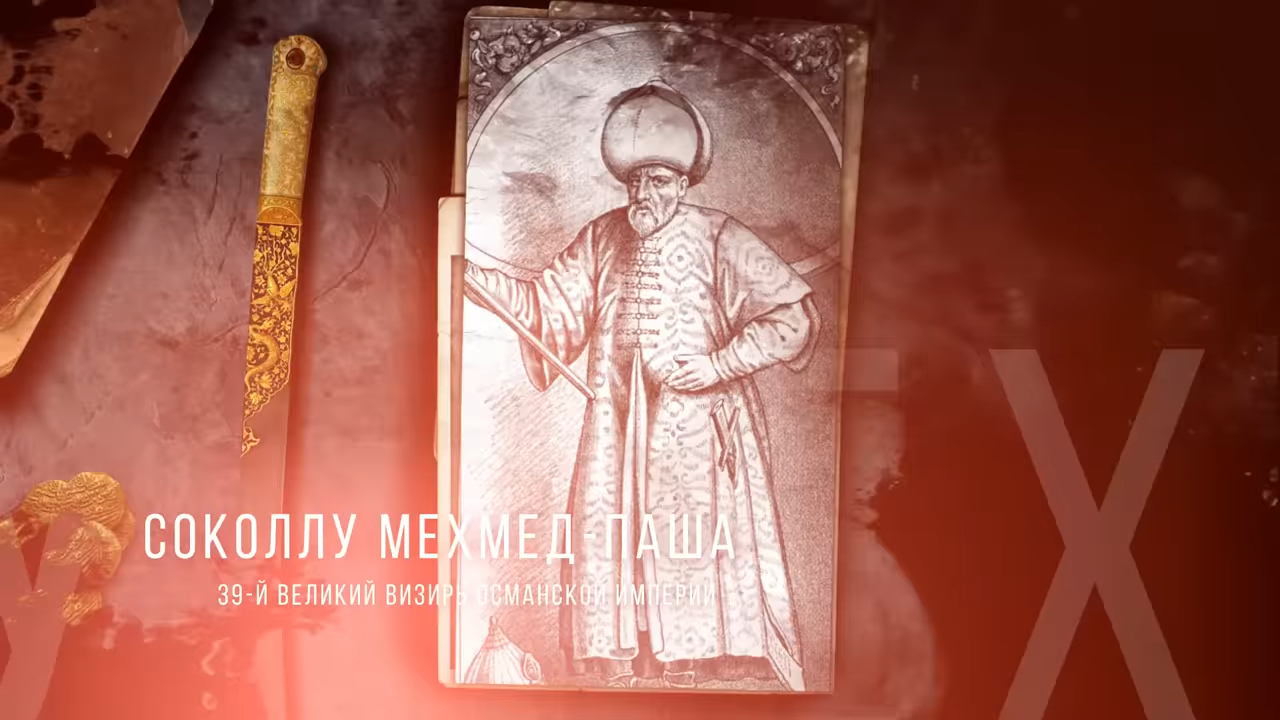 СОКОЛЛУ МЕХМЕД-ПАША
39-Й ВЕЛИКИЙ ВИЗИРЬ ОСМАНСКОЙ ИМПЕРИИ